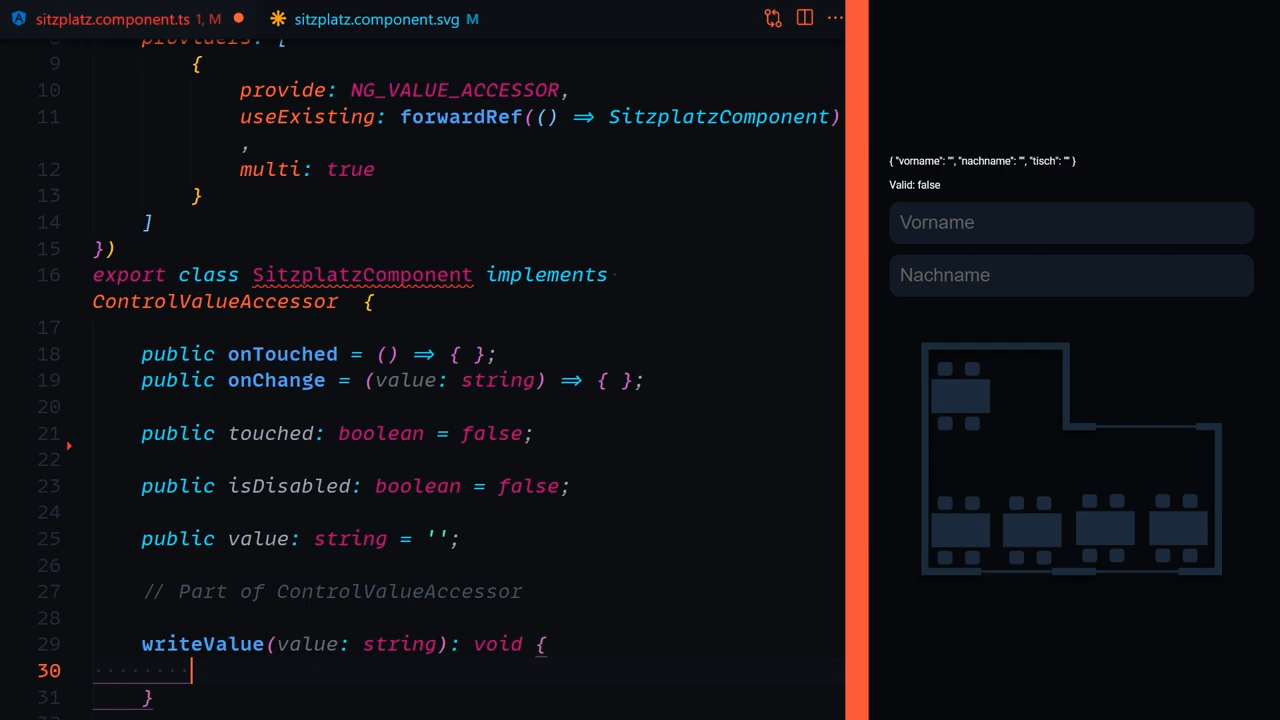 sitzplatz.component.ts 1, M
sitzplatz.component.svg M
8 providers: [
9 {
10 provide: NG_VALUE_ACCESSOR,
11 useExisting: forwardRef(() => SitzplatzComponent)
,
12 multi: true
13 }
14 ]
15 })
16 export class SitzplatzComponent implements
ControlValueAccessor {
17
18 public onTouched = () => { };
19 public onChange = (value: string) => { };
20
21 public touched: boolean = false;
22
23 public isDisabled: boolean = false;
24
25 public value: string = '';
26
27 // Part of ControlValueAccessor
28
29 writeValue(value: string): void {
30
31 }
{ "vorname": "", "nachname": "", "tisch": "" }
Valid: false
Vorname
Nachname